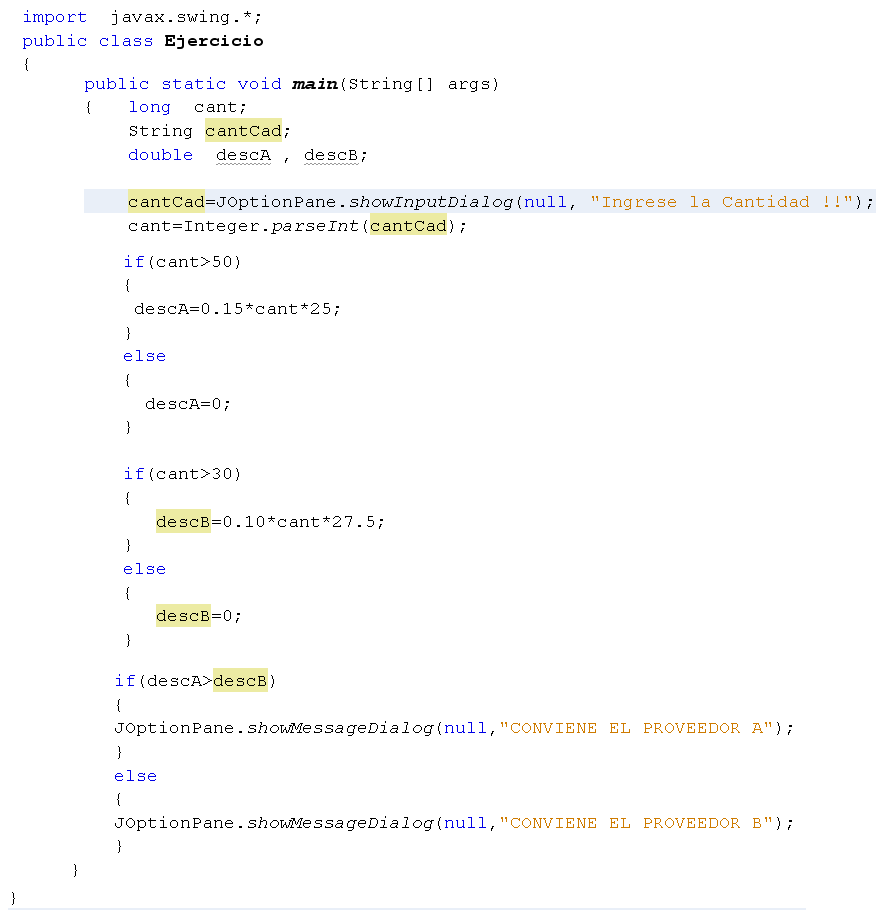 import  javax.swing.*;
public class Ejercicio
{
public static void main(String[] args)
{   long  cant;
String cantCad;
double  descA , descB;
cantCad=JOptionPane.showInputDialog(null, "Ingrese la Cantidad !!");
cant=Integer.parseInt(cantCad);
if(cant>50)
{
descA=0.15*cant*25;
}
else
{
descA=0;
}
if(cant>30)
{
descB=0.10*cant*27.5;
}
else
{
descB=0;
}
if(descA>descB)
{
JOptionPane.showMessageDialog(null,"CONVIENE EL PROVEEDOR A");
}
else
{
JOptionPane.showMessageDialog(null,"CONVIENE EL PROVEEDOR B");
}
}
}